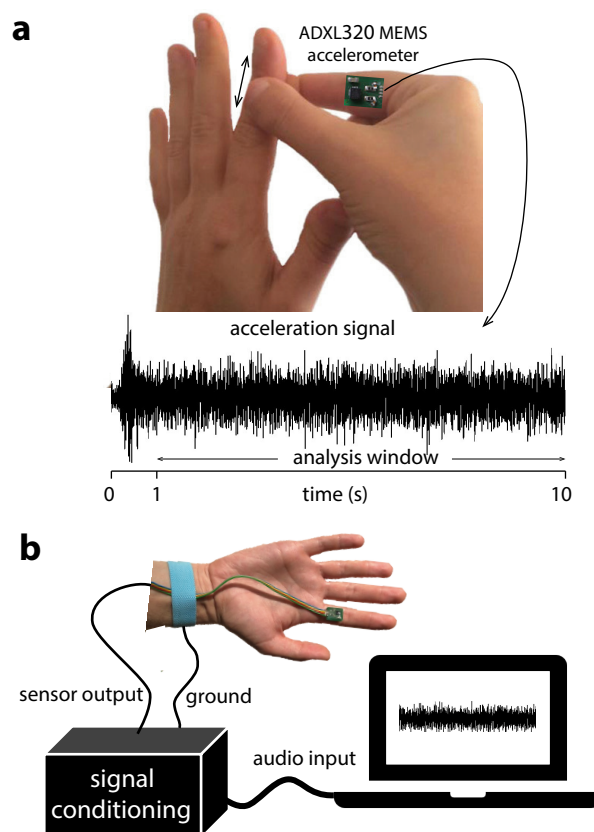 a
ADXL320 MEMS
accelerometer
acceleration signal
analysis window
0
1
time (s)
10
b
sensor output
ground
audio input
signal
conditioning